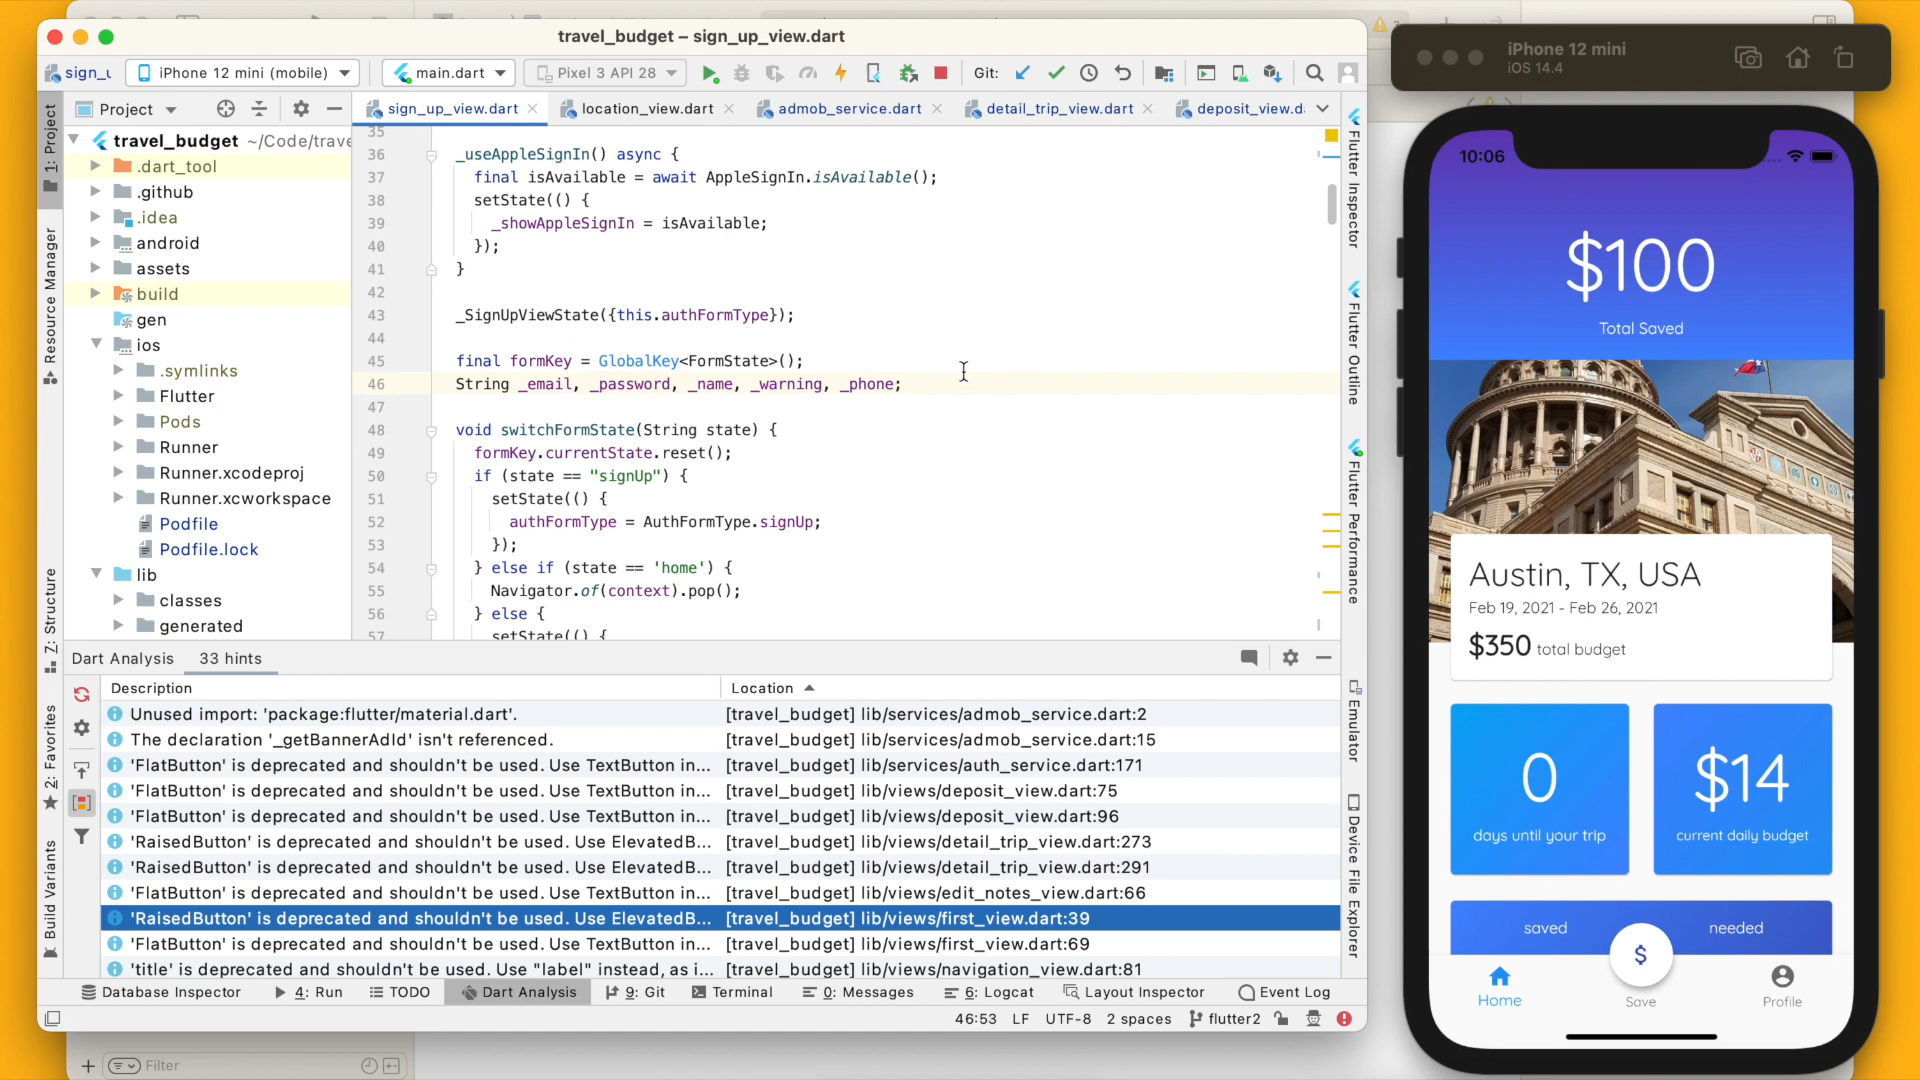 travel_budget – sign_up_view.dart
sign_u
iPhone 12 mini (mobile)
main.dart
Pixel 3 API 28
Git:
Project
sign_up_view.dart
location_view.dart
admob_service.dart
detail_trip_view.dart
deposit_view.d
travel_budget ~/Code/trave
.dart_tool
.github
.idea
android
assets
build
gen
ios
.symlinks
Flutter
Pods
Runner
Runner.xcodeproj
Runner.xcworkspace
Podfile
Podfile.lock
lib
classes
generated
1: Project
Resource Manager
Z: Structure
2: Favorites
Build Variants
35
36 _useAppleSignIn() async {
37 final isAvailable = await AppleSignIn.isAvailable();
38 setState(() {
39 _showAppleSignIn = isAvailable;
40 });
41 }
42
43 _SignUpViewState({this.authFormType});
44
45 final formKey = GlobalKey<FormState>();
46 String _email, _password, _name, _warning, _phone;
47
48 void switchFormState(String state) {
49 formKey.currentState.reset();
50 if (state == "signUp") {
51 setState(() {
52 authFormType = AuthFormType.signUp;
53 });
54 } else if (state == 'home') {
55 Navigator.of(context).pop();
56 } else {
57 setState(() {
Flutter Inspector
Flutter Outline
Flutter Performance
Emulator
Device File Explorer
Dart Analysis
33 hints
Description
Location
Unused import: 'package:flutter/material.dart'. [travel_budget] lib/services/admob_service.dart:2
The declaration '_getBannerAdId' isn't referenced. [travel_budget] lib/services/admob_service.dart:15
'FlatButton' is deprecated and shouldn't be used. Use TextButton in... [travel_budget] lib/services/auth_service.dart:171
'FlatButton' is deprecated and shouldn't be used. Use TextButton in... [travel_budget] lib/views/deposit_view.dart:75
'FlatButton' is deprecated and shouldn't be used. Use TextButton in... [travel_budget] lib/views/deposit_view.dart:96
'RaisedButton' is deprecated and shouldn't be used. Use ElevatedB... [travel_budget] lib/views/detail_trip_view.dart:273
'RaisedButton' is deprecated and shouldn't be used. Use ElevatedB... [travel_budget] lib/views/detail_trip_view.dart:291
'FlatButton' is deprecated and shouldn't be used. Use TextButton in... [travel_budget] lib/views/edit_notes_view.dart:66
'RaisedButton' is deprecated and shouldn't be used. Use ElevatedB... [travel_budget] lib/views/first_view.dart:39
'FlatButton' is deprecated and shouldn't be used. Use TextButton in... [travel_budget] lib/views/first_view.dart:69
'title' is deprecated and shouldn't be used. Use "label" instead, as i... [travel_budget] lib/views/navigation_view.dart:81
Database Inspector
4: Run
TODO
Dart Analysis
9: Git
Terminal
0: Messages
6: Logcat
Layout Inspector
Event Log
46:53 LF UTF-8 2 spaces flutter2
Filter
iPhone 12 mini
iOS 14.4
10:06
$100
Total Saved
Austin, TX, USA
Feb 19, 2021 - Feb 26, 2021
$350 total budget
0
days until your trip
$14
current daily budget
saved
needed
$
Home
Save
Profile